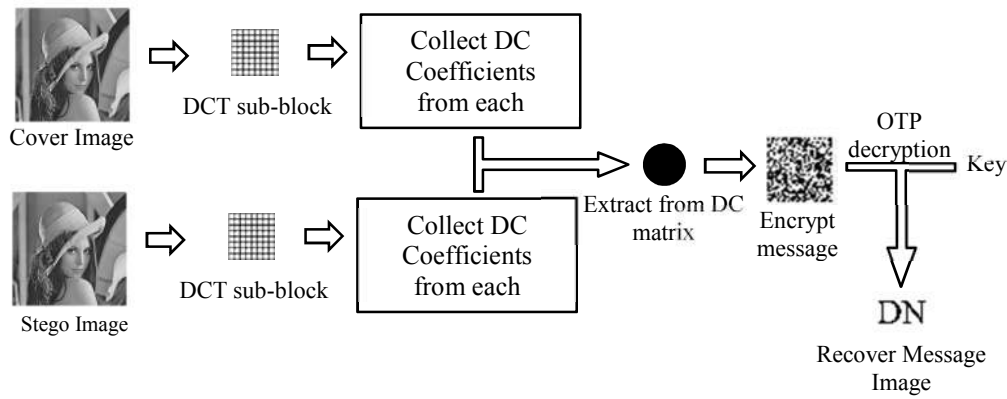 Cover Image
DCT sub-block
Collect DC
Coefficients
from each
Stego Image
DCT sub-block
Collect DC
Coefficients
from each
Extract from DC
matrix
Encrypt
message
OTP
decryption
Key
DN
Recover Message
Image